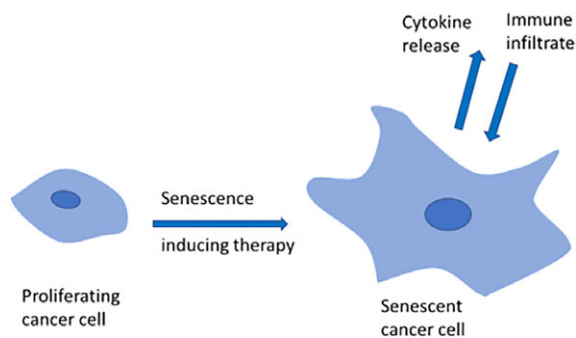 Cytokine
release
Immune
infiltrate
Senescence
inducing therapy
Proliferating
cancer cell
Senescent
cancer cell